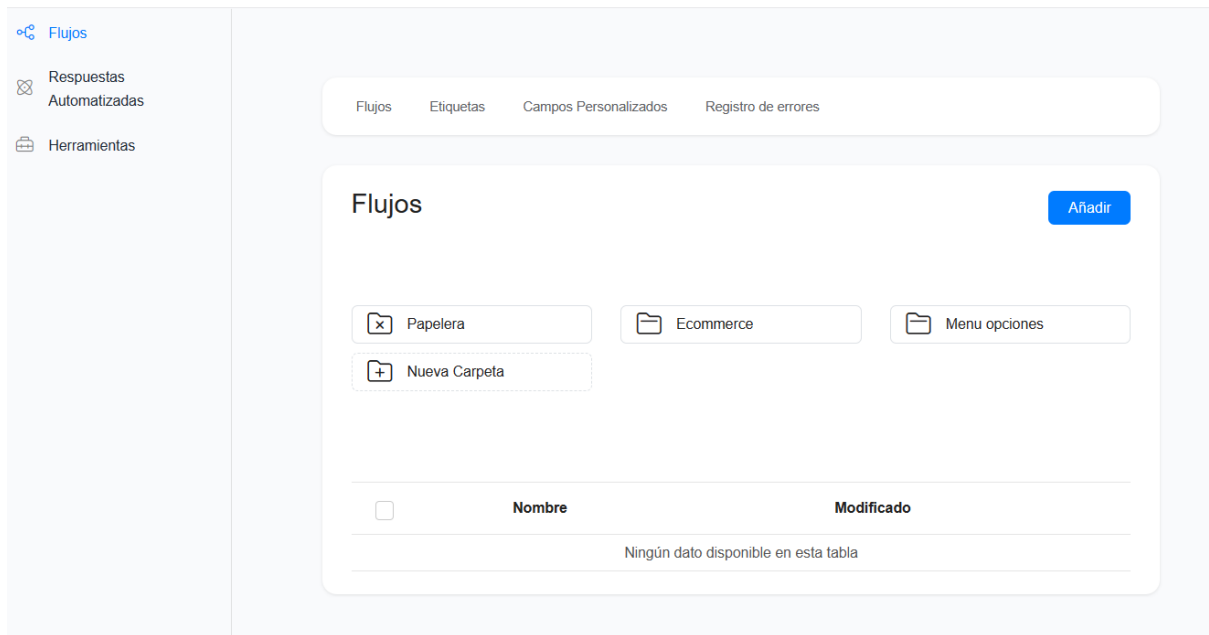 Flujos
Respuestas
Automatizadas
Herramientas
Flujos Etiquetas Campos Personalizados Registro de errores
Flujos
Añadir
Papelera
Ecommerce
Menu opciones
Nueva Carpeta
Nombre Modificado
Ningún dato disponible en esta tabla